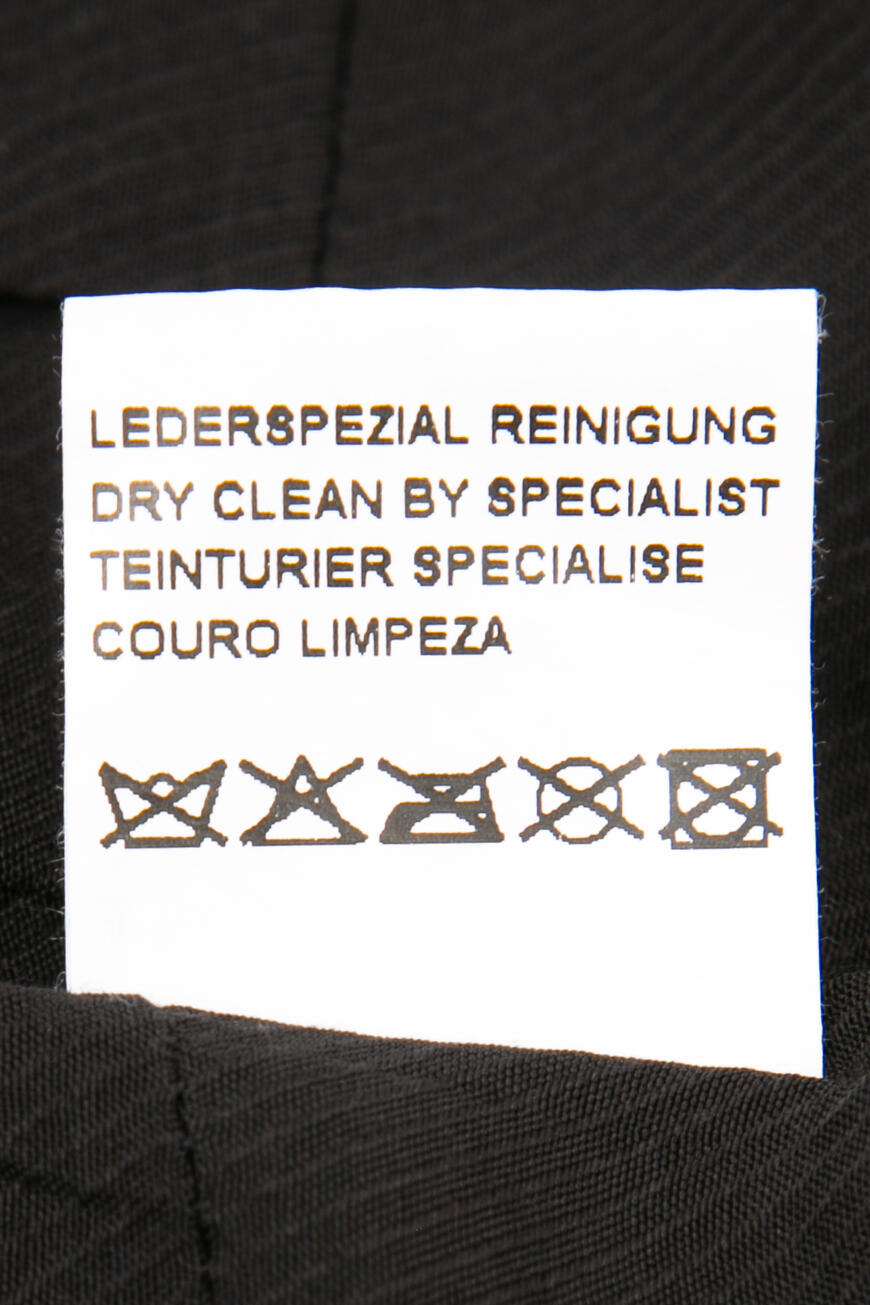 LEDERSPEZIAL REINIGUNG
DRY CLEAN BY SPECIALIST
TEINTURIER SPECIALISE
COURO LIMPEZA